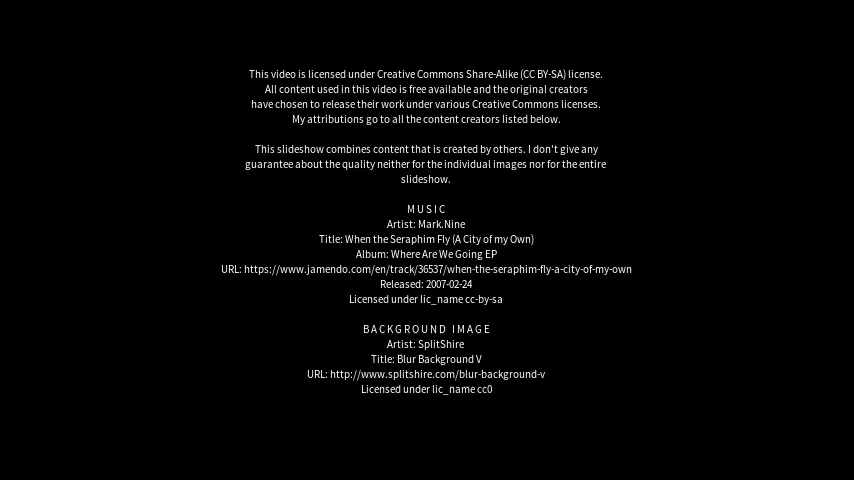 This video is licensed under Creative Commons Share-Alike (CC BY-SA) license.
All content used in this video is free available and the original creators
have chosen to release their work under various Creative Commons licenses.
My attributions go to all the content creators listed below.
This slideshow combines content that is created by others. I don't give any
guarantee about the quality neither for the individual images nor for the entire
slideshow.
MUSIC
Artist: Mark.Nine
Title: When the Seraphim Fly (A City of my Own)
Album: Where Are We Going EP
URL: https://www.jamendo.com/en/track/36537/when-the-seraphim-fly-a-city-of-my-own
Released: 2007-02-24
Licensed under lic_name cc-by-sa
BACKGROUND IMAGE
Artist: SplitShire
Title: Blur Background V
URL: http://www.splitshire.com/blur-background-v
Licensed under lic_name cc0